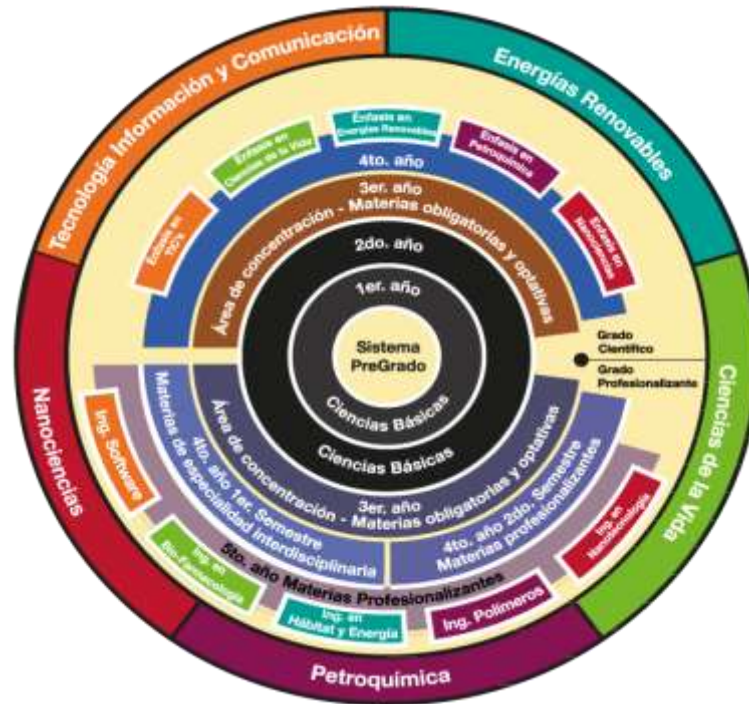 Tecnología Información y Comunicación
Energías Renovables
Ciencias de la Vida
Petroquímica
Nanociencias
Énfasis en
TIC's
Énfasis en
Ciencias de la Vida
Énfasis en
Energías Renovables
Énfasis en
Petroquímica
Énfasis en
Nanociencias
4to. año
3er. año
Área de concentración - Materias obligatorias y optativas
2do. año
1er. año
Sistema
PreGrado
Ciencias Básicas
Ciencias Básicas
Grado
Científico
Grado
Profesionalizante
Área de concentración - Materias obligatorias y optativas
3er. año
4to. año 1er. Semestre
Materias de especialidad interdisciplinaria
4to. año 2do. Semestre
Materias profesionalizantes
5to. año Materias Profesionalizantes
Ing. Software
Ing. en
Bio-Farmacología
Ing. en
Hábitat y Energía
Ing. Polímeros
Ing. en
Nanotecnología